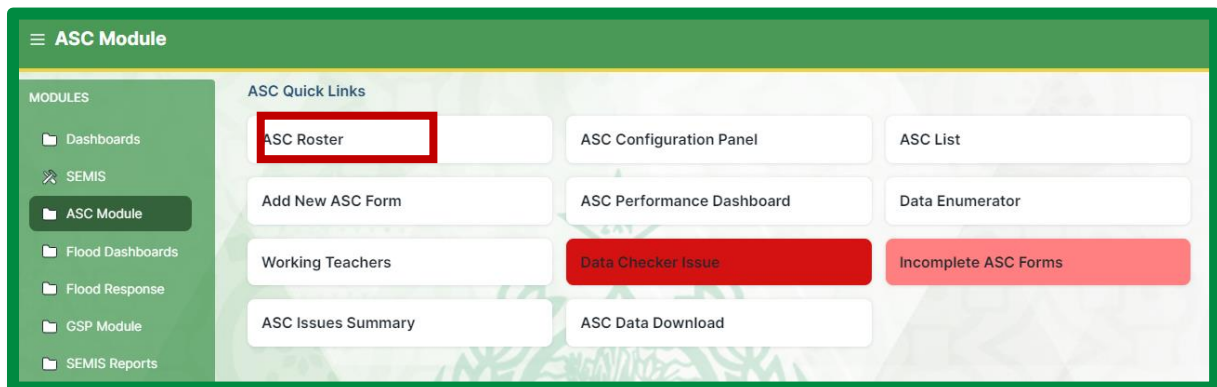 ASC Module
MODULES
Dashboards
SEMIS
ASC Module
Flood Dashboards
Flood Response
GSP Module
SEMIS Reports
ASC Quick Links
ASC Roster
ASC Configuration Panel
ASC List
Add New ASC Form
ASC Performance Dashboard
Data Enumerator
Working Teachers
Data Checker Issue
Incomplete ASC Forms
ASC Issues Summary
ASC Data Download